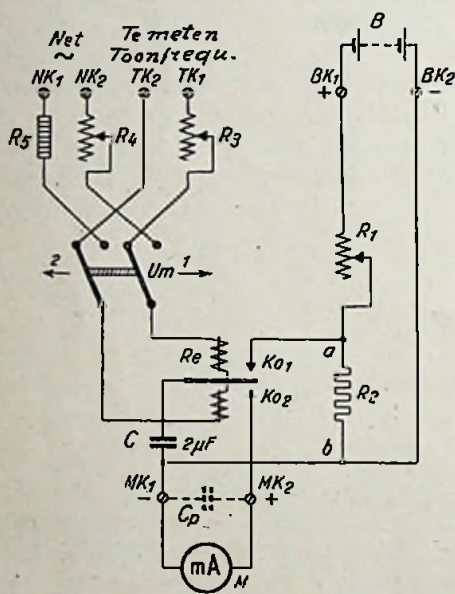 Net Te meten B
~ Toonfrequ.
NK1 NK2 TK2 TK1 BK1 BK2
+ -
R5 R4 R3
R1
2 Um 1
a
Re Ko1
Ko2 R2
C 2µF b
MK1 MK2
- Cp +
mA M